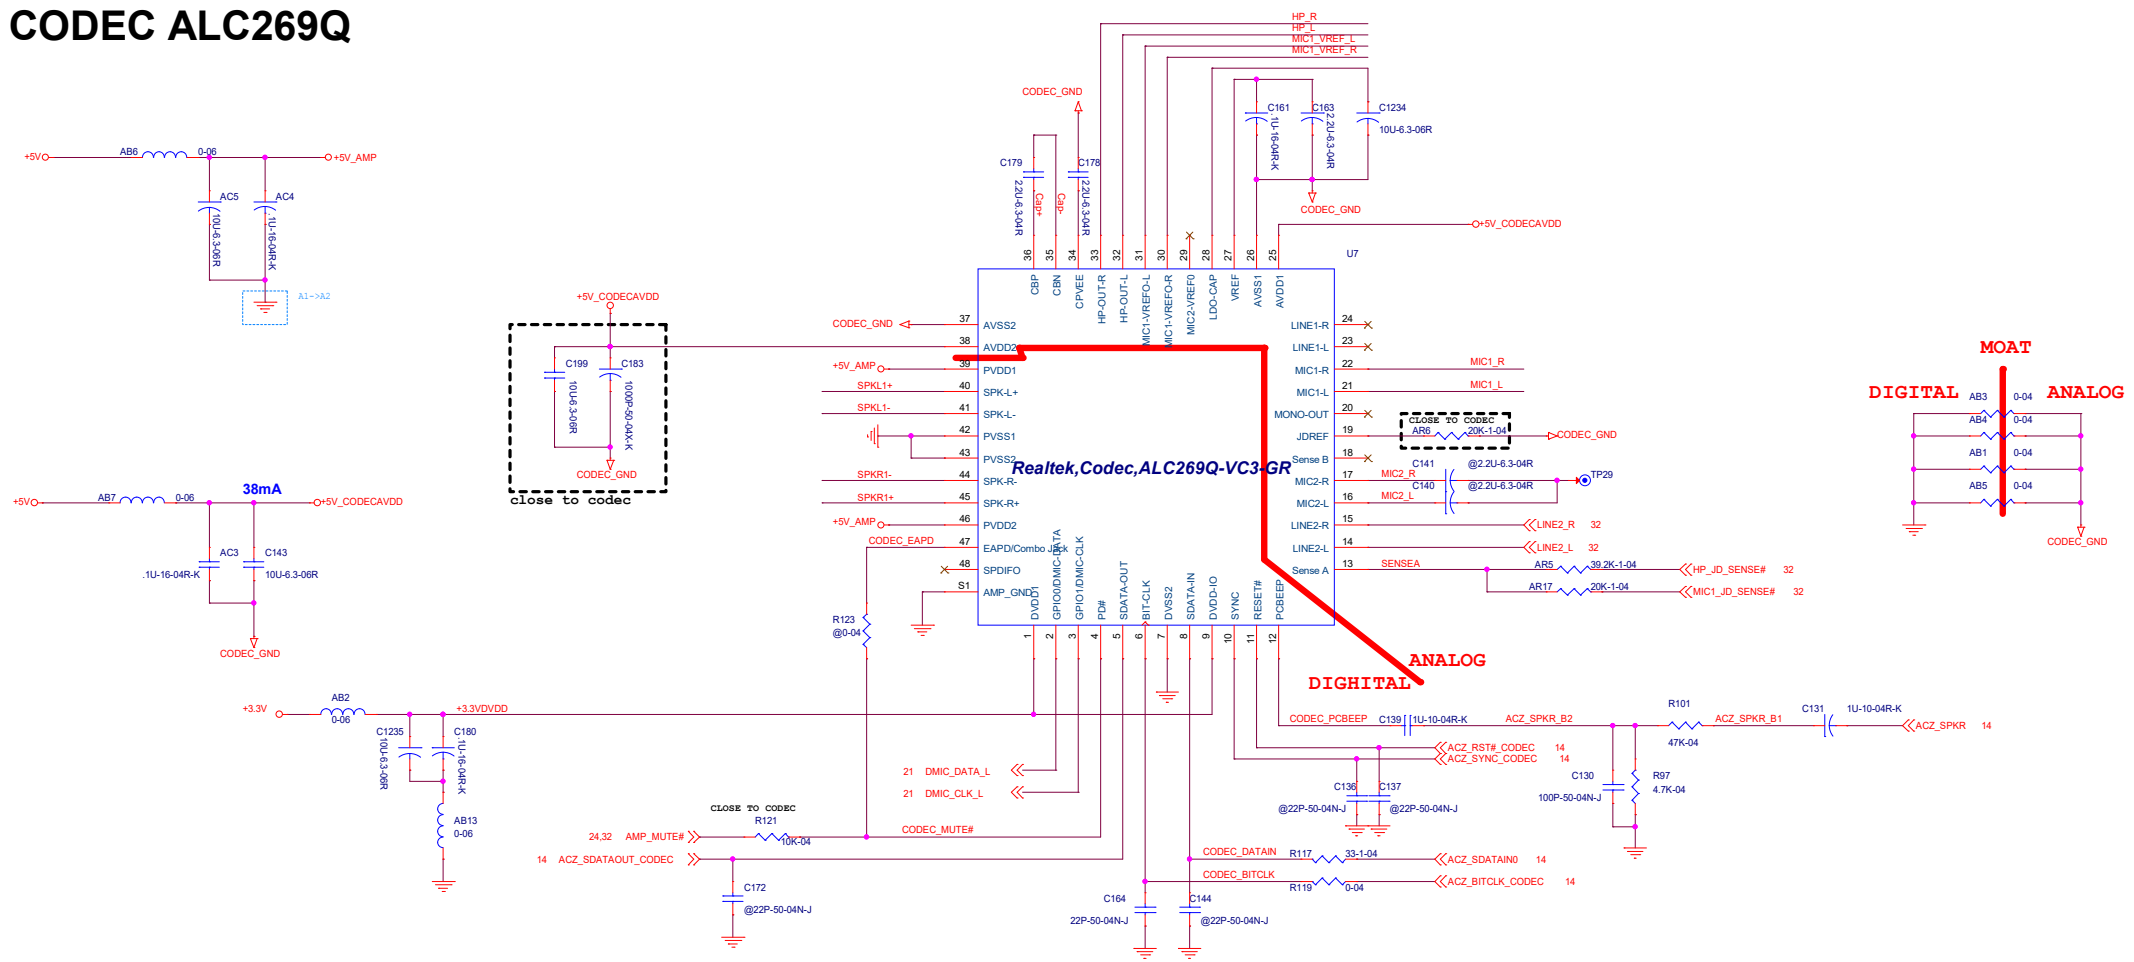 CODEC ALC269Q
HP_R
HP_L
MIC1_VREF_L
MIC1_VREF_R
CODEC_GND
C161
.1U-16-04R-K
C163
2.2U-6.3-04R
C1234
10U-6.3-06R
CODEC_GND
+5V
AB6
0-06
+5V_AMP
AC5
10U-6.3-06R
AC4
.1U-16-04R-K
A1->A2
C179
2.2U-6.3-04R
Cap+
Cap-
C178
2.2U-6.3-04R
+5V_CODECAVDD
U7
36 35 34 33 32 31 30 29 28 27 26 25
CBP
CBN
CPVEE
HP-OUT-R
HP-OUT-L
MIC1-VREFO-L
MIC1-VREFO-R
MIC2-VREF0
LDO-CAP
VREF
AVSS1
AVDD1
+5V_CODECAVDD
C199
10U-6.3-06R
C183
1000P-50-04X-K
CODEC_GND
close to codec
CODEC_GND 37 AVSS2
38 AVDD2
+5V_AMP 39 PVDD1
SPKL1+ 40 SPK-L+
SPKL1- 41 SPK-L-
42 PVSS1
43 PVSS2
SPKR1- 44 SPK-R-
SPKR1+ 45 SPK-R+
+5V_AMP 46 PVDD2
CODEC_EAPD 47 EAPD/Combo Jack
48 SPDIFO
S1 AMP_GND
Realtek,Codec,ALC269Q-VC3-GR
LINE1-R 24
LINE1-L 23
MIC1-R 22 MIC1_R
MIC1-L 21 MIC1_L
MONO-OUT 20
CLOSE TO CODEC
JDREF 19 AR6 20K-1-04 CODEC_GND
Sense B 18
C141 @2.2U-6.3-04R
MIC2-R 17 MIC2_R TP29
C140 @2.2U-6.3-04R
MIC2-L 16 MIC2_L
LINE2-R 15 LINE2_R 32
LINE2-L 14 LINE2_L 32
Sense A 13 SENSEA AR5 39.2K-1-04 HP_JD_SENSE# 32
AR17 20K-1-04 MIC1_JD_SENSE# 32
DVDD1
GPIO0/DMIC-DATA
GPIO1/DMIC-CLK
PD#
SDATA-OUT
BIT-CLK
DVSS2
SDATA-IN
DVDD-IO
SYNC
RESET#
PCBEEP
1 2 3 4 5 6 7 8 9 10 11 12
MOAT
DIGITAL ANALOG
AB3 0-04
AB4 0-04
AB1 0-04
AB5 0-04
CODEC_GND
+5V
AB7
0-06
38mA
+5V_CODECAVDD
AC3
.1U-16-04R-K
C143
10U-6.3-06R
CODEC_GND
R123
@0-04
ANALOG
DIGHITAL
+3.3V
AB2
0-06
+3.3VDVDD
C1235
10U-6.3-06R
C180
.1U-16-04R-K
AB13
0-06
CODEC_PCBEEP C139 1U-10-04R-K ACZ_SPKR_B2 R101 47K-04 ACZ_SPKR_B1 C131 1U-10-04R-K ACZ_SPKR 14
ACZ_RST#_CODEC 14
ACZ_SYNC_CODEC 14
C130
100P-50-04N-J
R97
4.7K-04
C136
@22P-50-04N-J
C137
@22P-50-04N-J
21 DMIC_DATA_L
21 DMIC_CLK_L
CLOSE TO CODEC
R121
10K-04
24,32 AMP_MUTE#
CODEC_MUTE#
14 ACZ_SDATAOUT_CODEC
C172
@22P-50-04N-J
CODEC_DATAIN R117 33-1-04 ACZ_SDATAIN0 14
CODEC_BITCLK R119 0-04 ACZ_BITCLK_CODEC 14
C164
22P-50-04N-J
C144
@22P-50-04N-J